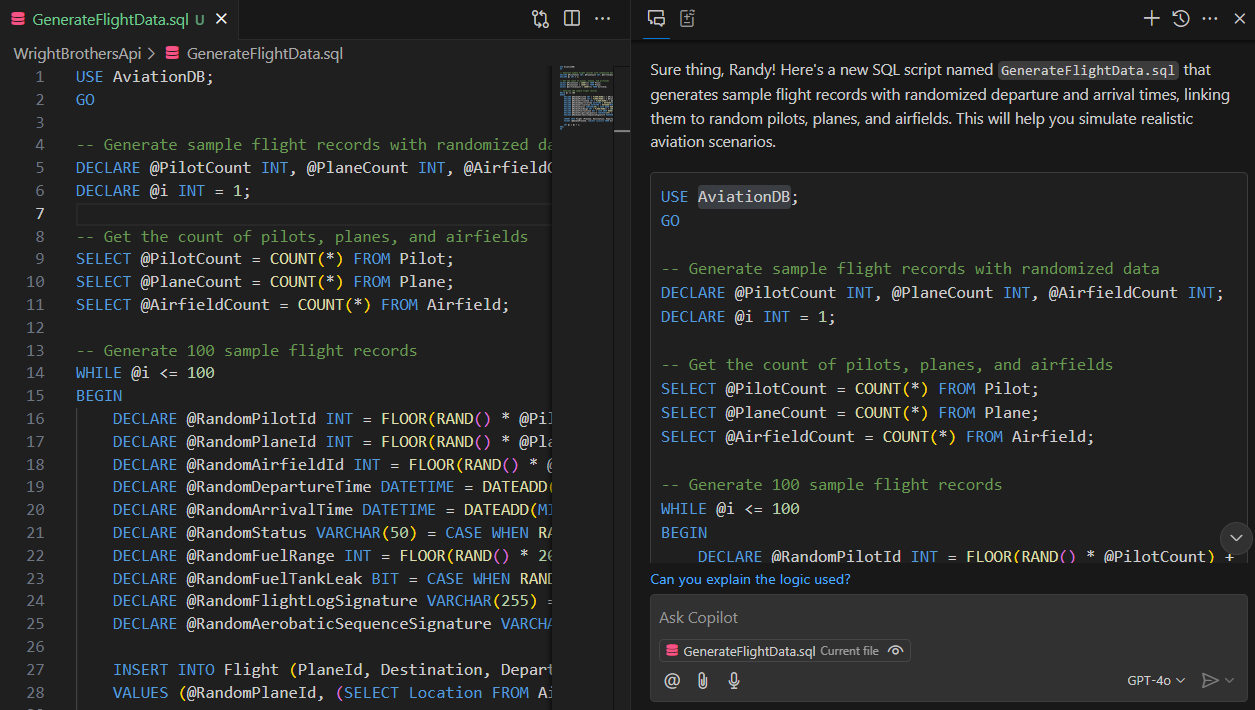 GenerateFlightData.sql U
WrightBrothersApi > GenerateFlightData.sql
1 USE AviationDB;
2 GO
3
4 -- Generate sample flight records with randomized da
5 DECLARE @PilotCount INT, @PlaneCount INT, @AirfieldC
6 DECLARE @i INT = 1;
7
8 -- Get the count of pilots, planes, and airfields
9 SELECT @PilotCount = COUNT(*) FROM Pilot;
10 SELECT @PlaneCount = COUNT(*) FROM Plane;
11 SELECT @AirfieldCount = COUNT(*) FROM Airfield;
12
13 -- Generate 100 sample flight records
14 WHILE @i <= 100
15 BEGIN
16 DECLARE @RandomPilotId INT = FLOOR(RAND() * @Pil
17 DECLARE @RandomPlaneId INT = FLOOR(RAND() * @Pla
18 DECLARE @RandomAirfieldId INT = FLOOR(RAND() * @
19 DECLARE @RandomDepartureTime DATETIME = DATEADD(
20 DECLARE @RandomArrivalTime DATETIME = DATEADD(MI
21 DECLARE @RandomStatus VARCHAR(50) = CASE WHEN RA
22 DECLARE @RandomFuelRange INT = FLOOR(RAND() * 20
23 DECLARE @RandomFuelTankLeak BIT = CASE WHEN RAND
24 DECLARE @RandomFlightLogSignature VARCHAR(255) =
25 DECLARE @RandomAerobaticSequenceSignature VARCHA
26
27 INSERT INTO Flight (PlaneId, Destination, Depart
28 VALUES (@RandomPlaneId, (SELECT Location FROM Ai
Sure thing, Randy! Here's a new SQL script named GenerateFlightData.sql that
generates sample flight records with randomized departure and arrival times, linking
them to random pilots, planes, and airfields. This will help you simulate realistic
aviation scenarios.
USE AviationDB;
GO
-- Generate sample flight records with randomized data
DECLARE @PilotCount INT, @PlaneCount INT, @AirfieldCount INT;
DECLARE @i INT = 1;
-- Get the count of pilots, planes, and airfields
SELECT @PilotCount = COUNT(*) FROM Pilot;
SELECT @PlaneCount = COUNT(*) FROM Plane;
SELECT @AirfieldCount = COUNT(*) FROM Airfield;
-- Generate 100 sample flight records
WHILE @i <= 100
BEGIN
DECLARE @RandomPilotId INT = FLOOR(RAND() * @PilotCount) +
Can you explain the logic used?
Ask Copilot
GenerateFlightData.sql Current file
GPT-4o